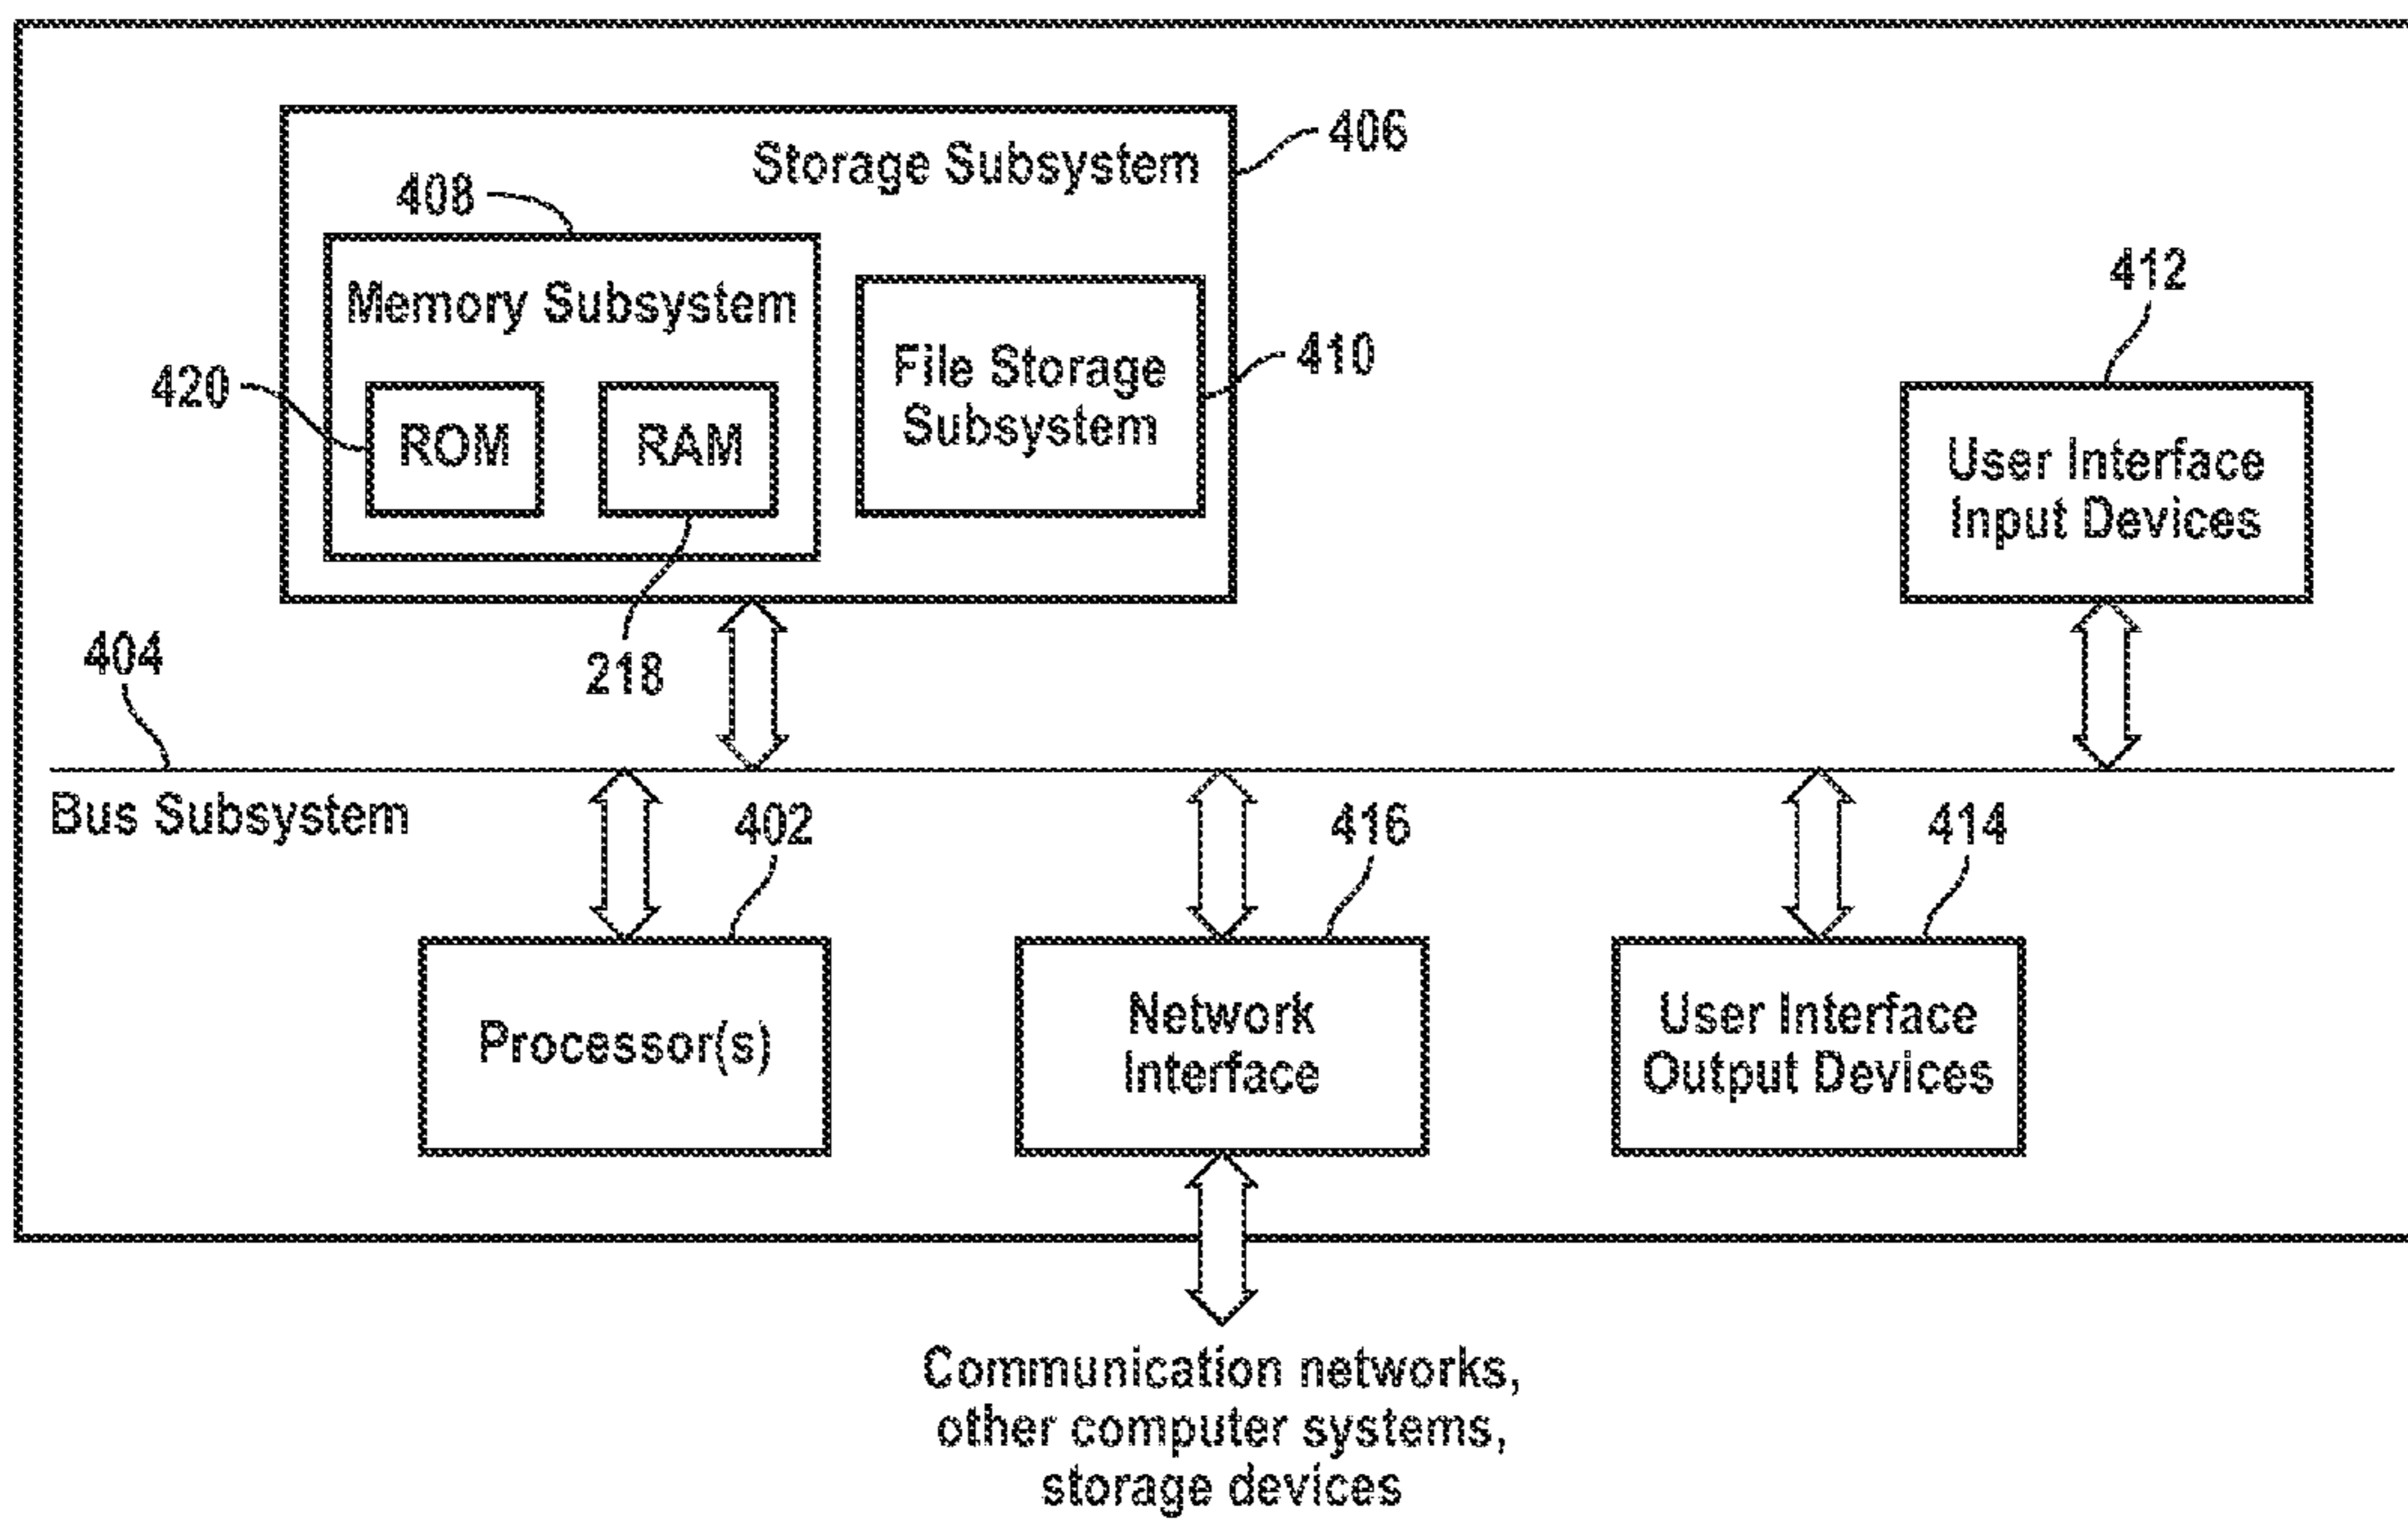 406
Storage Subsystem
408
Memory Subsystem
412
File Storage
Subsystem
410
420
ROM
RAM
User Interface
Input Devices
404
218
Bus Subsystem
402
416
414
Processor(s)
Network
Interface
User Interface
Output Devices
Communication networks,
other computer systems,
storage devices